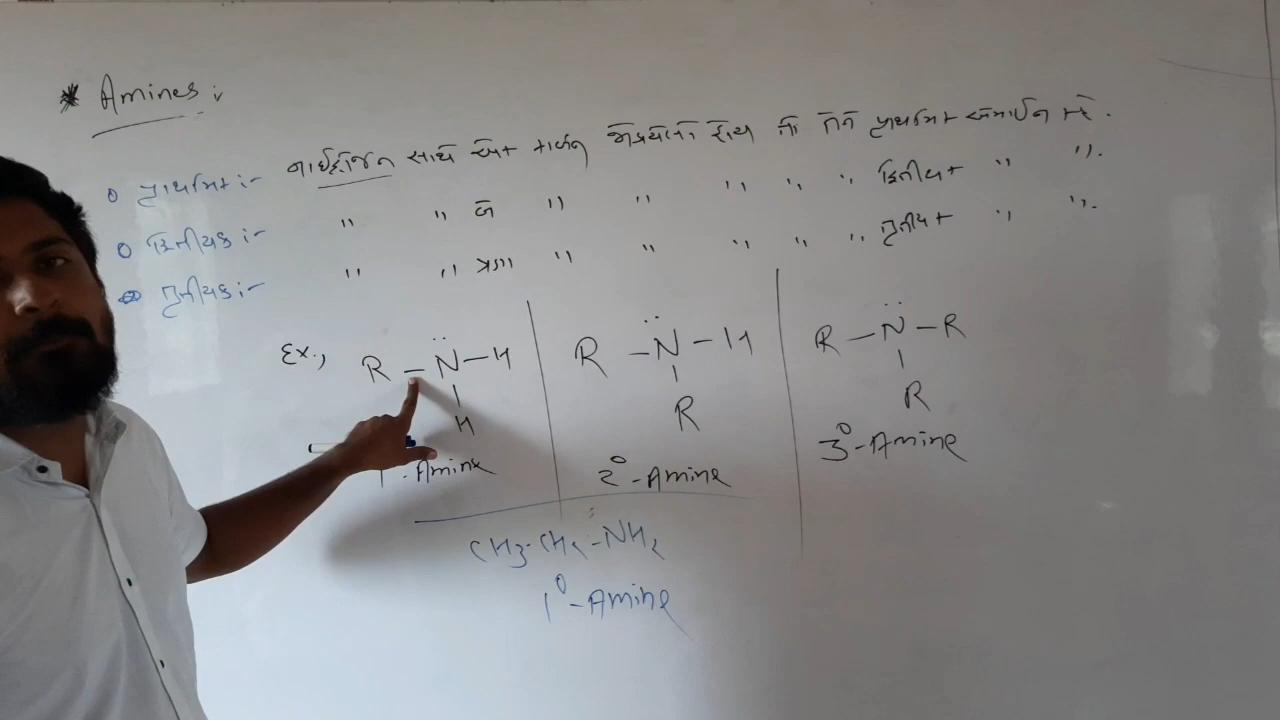 * Amines :
પ્રાથમિક :- નાઈટ્રોજન સાથે એક કાર્બન જોડાયેલો હોય તો તેને પ્રાથમિક એમાઈન કહે.
દ્વિતીયક :- " " બે " " " " " દ્વિતીયક " ".
તૃતીયક :- " " ત્રણ " " " " " તૃતીયક " ".
Ex., R – N̈ – H R – N̈ – H R – N̈ – R
H R R
1°-Amine 2°-Amine 3°-Amine
CH3-CH2-N̈H2
1°-Amine